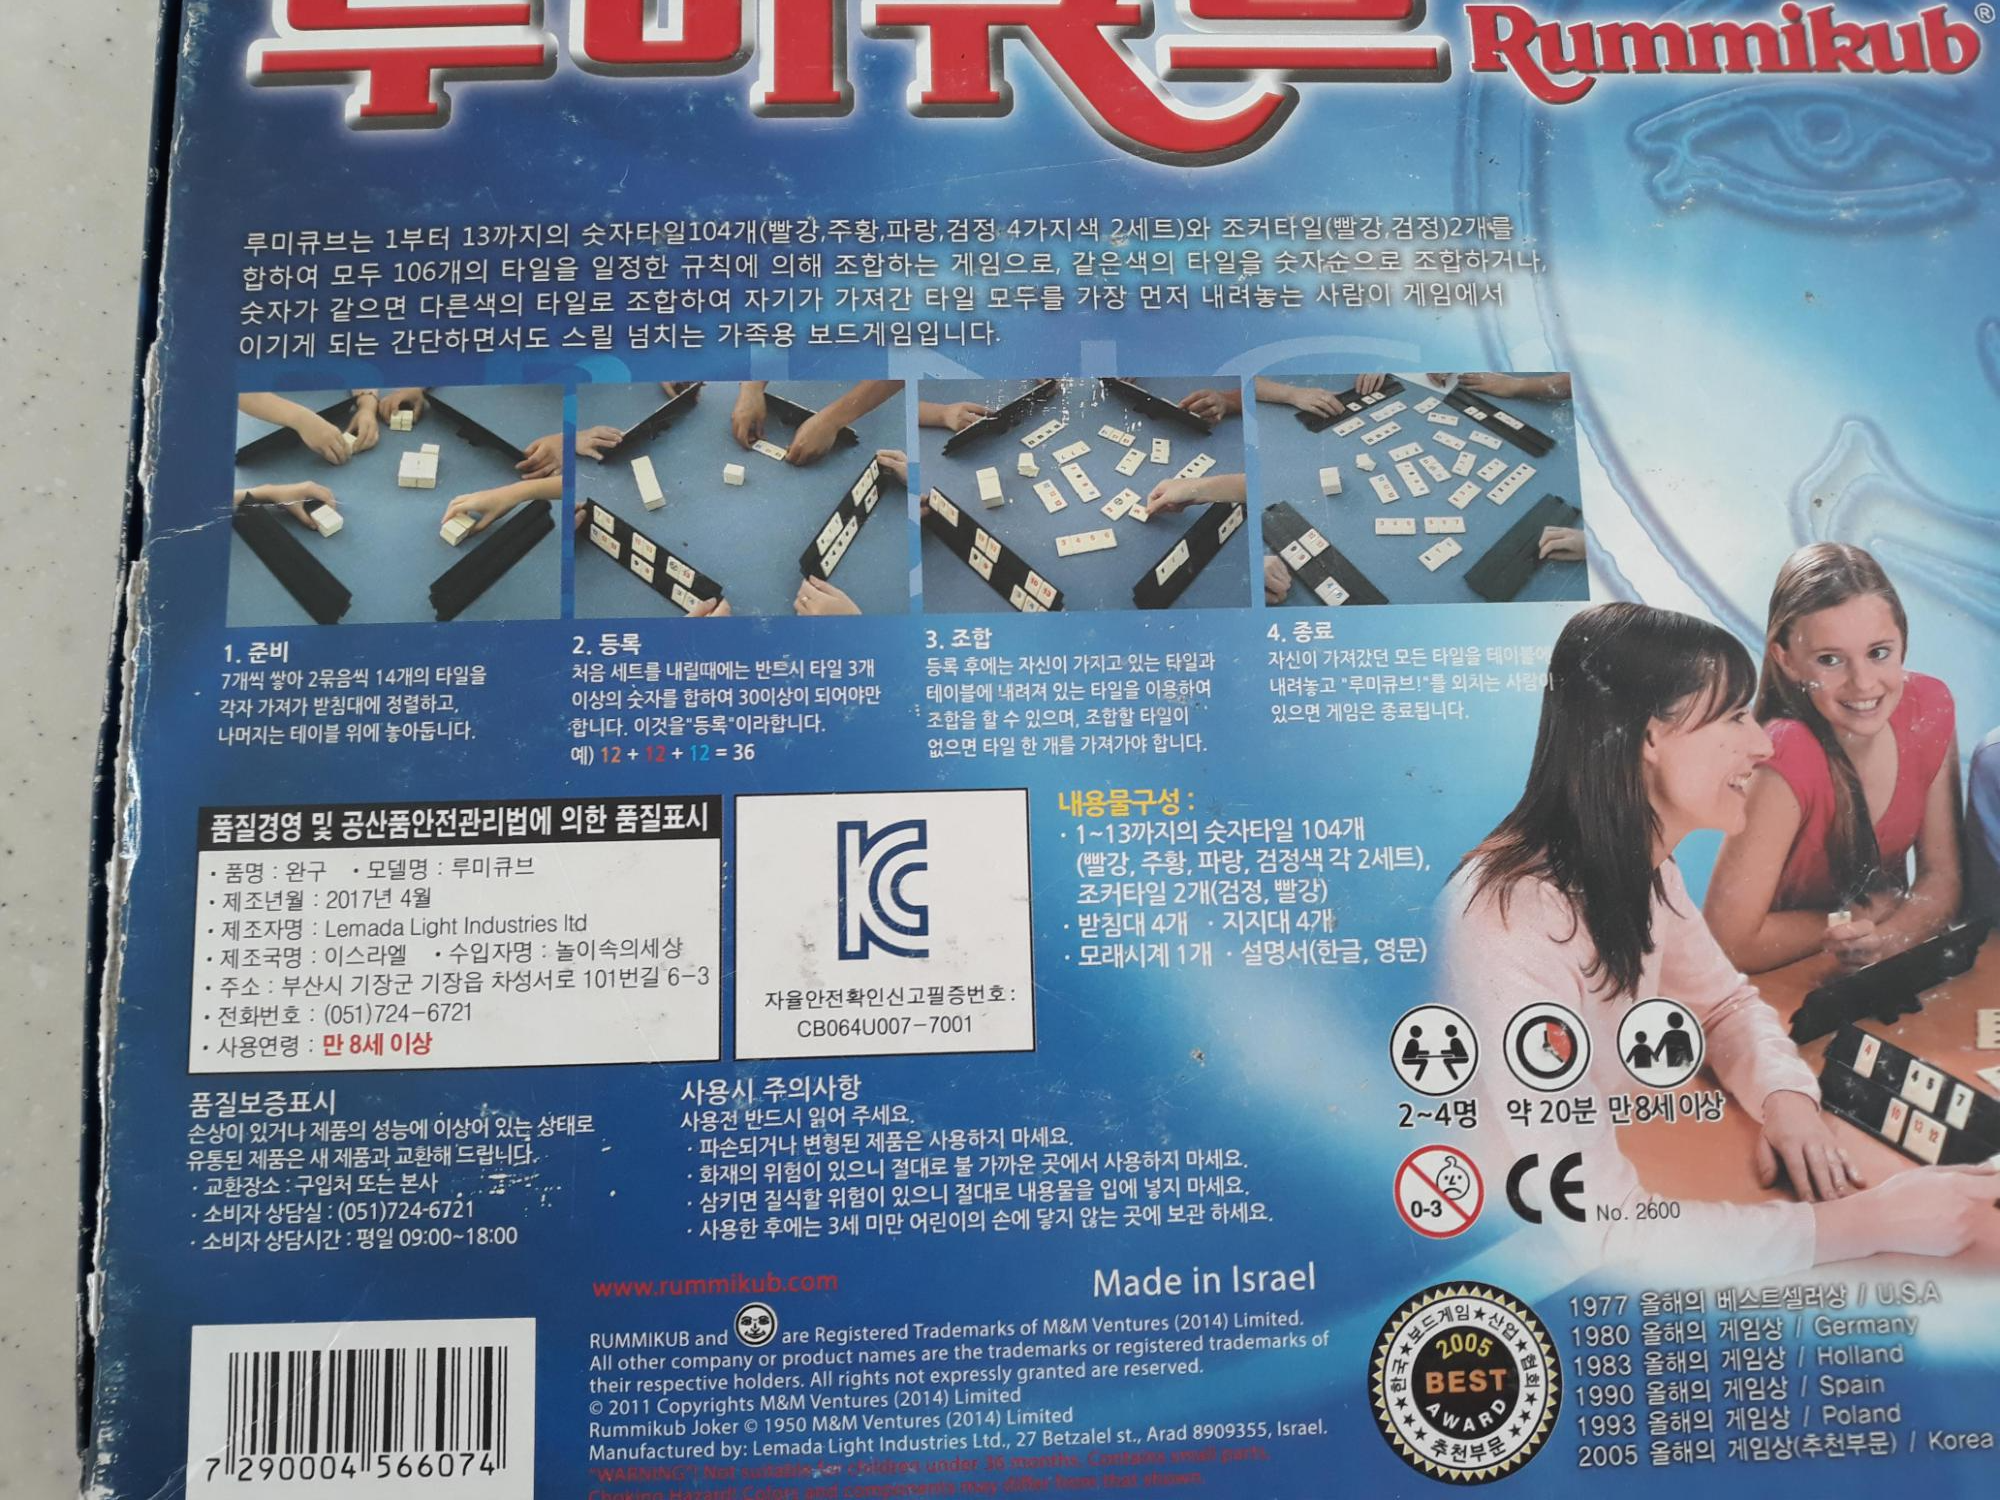 루미큐브 Rummikub®
루미큐브는 1부터 13까지의 숫자타일104개(빨강,주황,파랑,검정 4가지색 2세트)와 조커타일(빨강,검정)2개를
합하여 모두 106개의 타일을 일정한 규칙에 의해 조합하는 게임으로, 같은색의 타일을 숫자순으로 조합하거나,
숫자가 같으면 다른색의 타일로 조합하여 자기가 가져간 타일 모두를 가장 먼저 내려놓는 사람이 게임에서
이기게 되는 간단하면서도 스릴 넘치는 가족용 보드게임입니다.
1. 준비
7개씩 쌓아 2묶음씩 14개의 타일을
각자 가져가 받침대에 정렬하고,
나머지는 테이블 위에 놓아둡니다.
2. 등록
처음 세트를 내릴때에는 반드시 타일 3개
이상의 숫자를 합하여 30이상이 되어야만
합니다. 이것을"등록"이라합니다.
예) 12 + 12 + 12 = 36
3. 조합
등록 후에는 자신이 가지고 있는 타일과
테이블에 내려져 있는 타일을 이용하여
조합을 할 수 있으며, 조합할 타일이
없으면 타일 한 개를 가져가야 합니다.
4. 종료
자신이 가져갔던 모든 타일을 테이블에
내려놓고 "루미큐브!"를 외치는 사람이
있으면 게임은 종료됩니다.
품질경영 및 공산품안전관리법에 의한 품질표시
· 품명 : 완구 · 모델명 : 루미큐브
· 제조년월 : 2017년 4월
· 제조자명 : Lemada Light Industries ltd
· 제조국명 : 이스라엘 · 수입자명 : 놀이속의세상
· 주소 : 부산시 기장군 기장읍 차성서로 101번길 6-3
· 전화번호 : (051)724-6721
· 사용연령 : 만 8세 이상
자율안전확인신고필증번호:
CB064U007-7001
내용물구성 :
· 1~13까지의 숫자타일 104개
(빨강, 주황, 파랑, 검정색 각 2세트),
조커타일 2개(검정, 빨강)
· 받침대 4개 · 지지대 4개
· 모래시계 1개 · 설명서(한글, 영문)
2~4명 약 20분 만8세이상
0-3 CE No. 2600
품질보증표시
손상이 있거나 제품의 성능에 이상이 있는 상태로
유통된 제품은 새 제품과 교환해 드립니다.
· 교환장소 : 구입처 또는 본사
· 소비자 상담실 : (051)724-6721
· 소비자 상담시간 : 평일 09:00~18:00
사용시 주의사항
사용전 반드시 읽어 주세요.
· 파손되거나 변형된 제품은 사용하지 마세요.
· 화재의 위험이 있으니 절대로 불 가까운 곳에서 사용하지 마세요.
· 삼키면 질식할 위험이 있으니 절대로 내용물을 입에 넣지 마세요.
· 사용한 후에는 3세 미만 어린이의 손에 닿지 않는 곳에 보관 하세요.
www.rummikub.com
Made in Israel
RUMMIKUB and are Registered Trademarks of M&M Ventures (2014) Limited.
All other company or product names are the trademarks or registered trademarks of
their respective holders. All rights not expressly granted are reserved.
© 2011 Copyrights M&M Ventures (2014) Limited
Rummikub Joker © 1950 M&M Ventures (2014) Limited
Manufactured by: Lemada Light Industries Ltd., 27 Betzalel st., Arad 8909355, Israel.
"WARNING"! Not suitable for children under 36 months. Contains small parts.
Choking Hazard! Colors and components may differ from that shown.
7 290004 566074
한국★보드게임★산업★협회
2005
BEST
AWARD
추천부문
1977 올해의 베스트셀러상 / U.S.A
1980 올해의 게임상 / Germany
1983 올해의 게임상 / Holland
1990 올해의 게임상 / Spain
1993 올해의 게임상 / Poland
2005 올해의 게임상(추천부문) / Korea